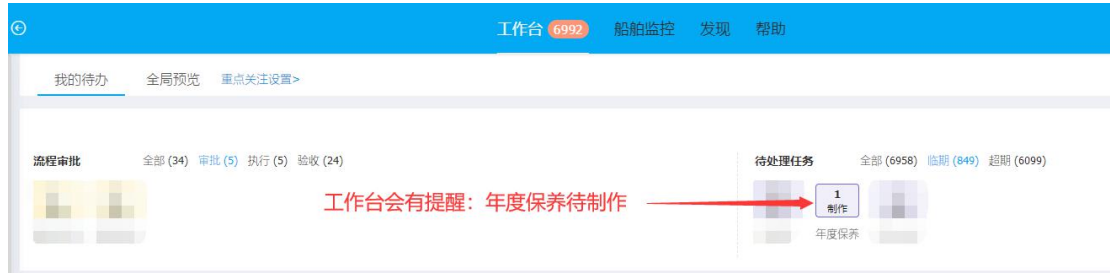 工作台 6992 船舶监控 发现 帮助
我的待办 全局预览 重点关注设置>
流程审批 全部 (34) 审批 (5) 执行 (5) 验收 (24)
待处理任务 全部 (6958) 临期 (849) 超期 (6099)
工作台会有提醒：年度保养待制作
1
制作
年度保养